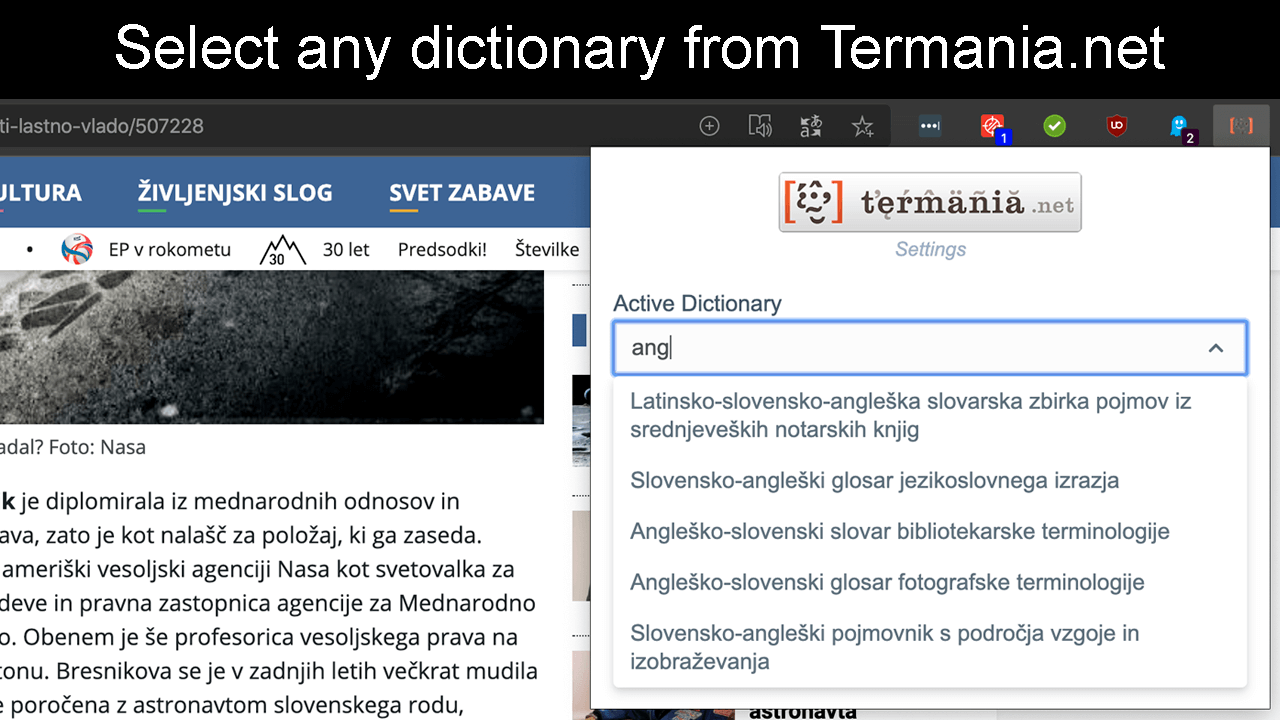 Select any dictionary from Termania.net
ti-lastno-vlado/507228
1
2
ULTURA
ŽIVLJENJSKI SLOG
SVET ZABAVE
• EP v rokometu
30
30 let
Predsodki!
Številke
adal? Foto: Nasa
k je diplomirala iz mednarodnih odnosov in
ava, zato je kot nalašč za položaj, ki ga zaseda.
ameriški vesoljski agenciji Nasa kot svetovalka za
deve in pravna zastopnica agencije za Mednarodno
o. Obenem je še profesorica vesoljskega prava na
tonu. Bresnikova se je v zadnjih letih večkrat mudila
e poročena z astronavtom slovenskega rodu,
astronavta
termania.net
Settings
Active Dictionary
ang
Latinsko-slovensko-angleška slovarska zbirka pojmov iz
srednjeveških notarskih knjig
Slovensko-angleški glosar jezikoslovnega izrazja
Angleško-slovenski slovar bibliotekarske terminologije
Angleško-slovenski glosar fotografske terminologije
Slovensko-angleški pojmovnik s področja vzgoje in
izobraževanja